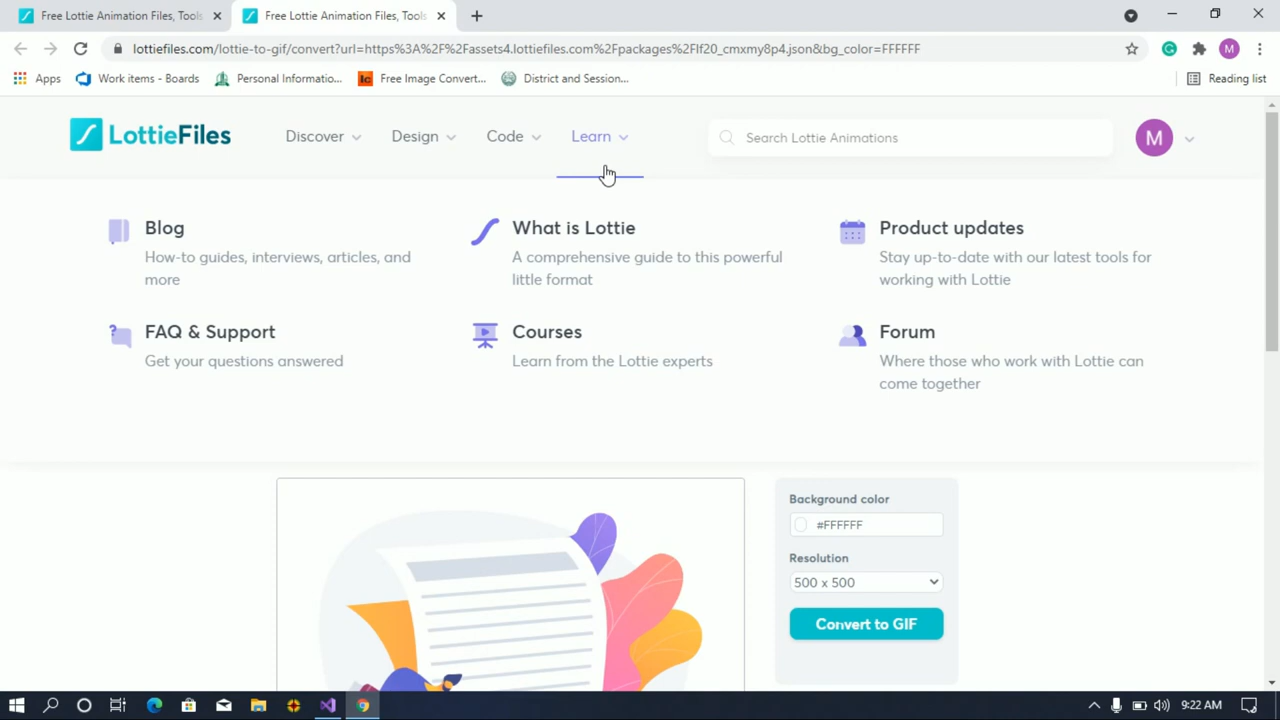 Free Lottie Animation Files, Tools
Free Lottie Animation Files, Tools
lottiefiles.com/lottie-to-gif/convert?url=https%3A%2F%2Fassets4.lottiefiles.com%2Fpackages%2Flf20_cmxmy8p4.json&bg_color=FFFFFF
M
Apps
Work items - Boards
Personal Informatio...
Ic
Free Image Convert...
District and Session...
Reading list
LottieFiles
Discover
Design
Code
Learn
Search Lottie Animations
M
Blog
How-to guides, interviews, articles, and
more
What is Lottie
A comprehensive guide to this powerful
little format
Product updates
Stay up-to-date with our latest tools for
working with Lottie
FAQ & Support
Get your questions answered
Courses
Learn from the Lottie experts
Forum
Where those who work with Lottie can
come together
Background color
#FFFFFF
Resolution
500 x 500
Convert to GIF
9:22 AM